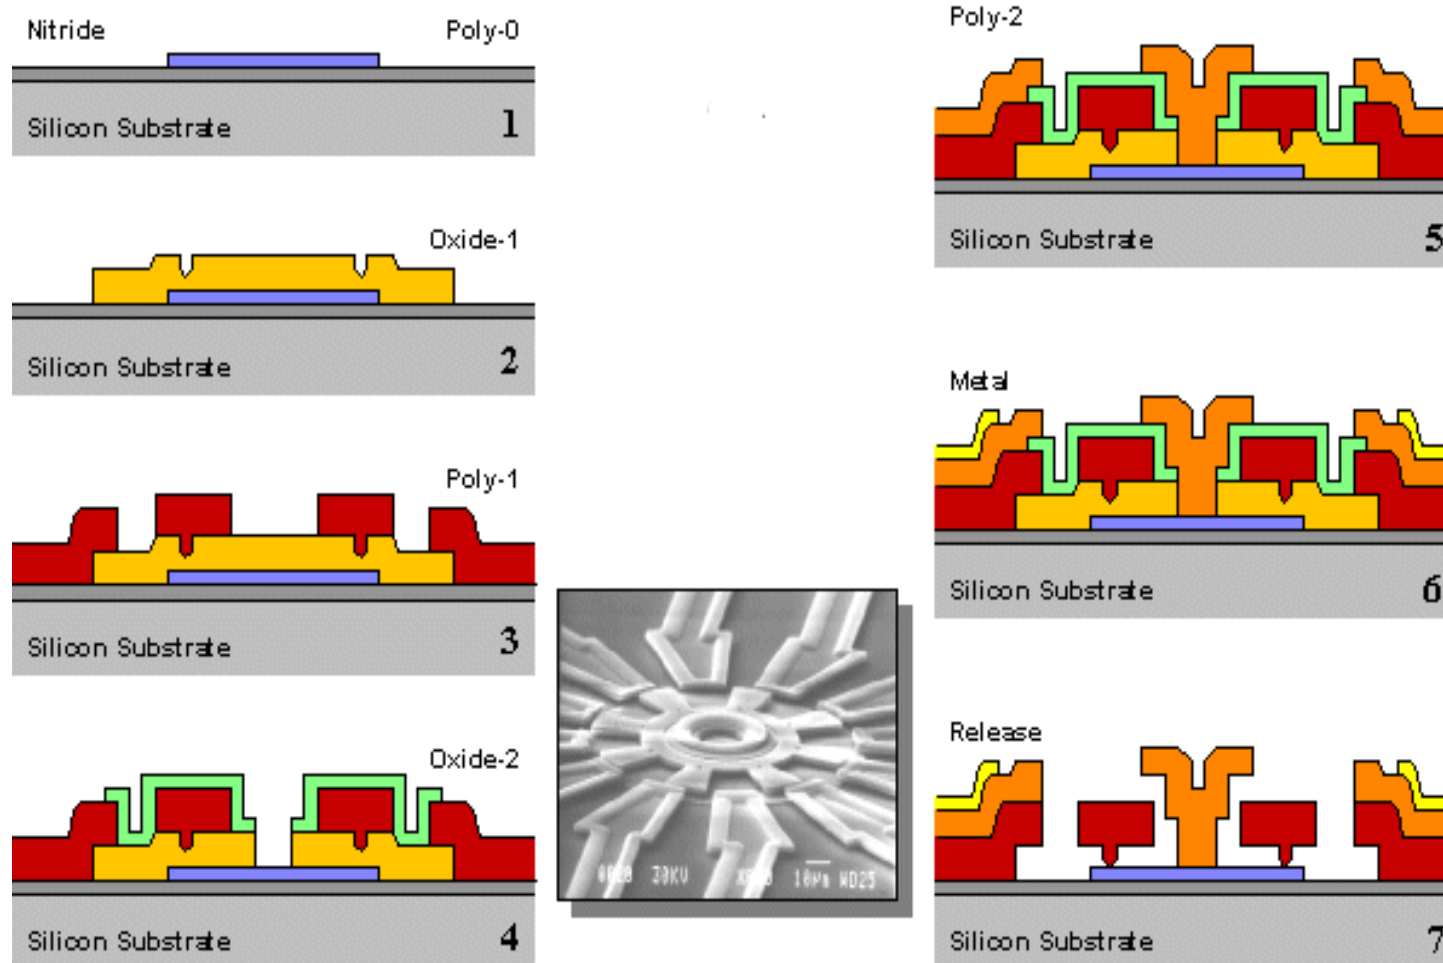 Nitride Poly-0
Silicon Substrate 1
Oxide-1
Silicon Substrate 2
Poly-1
Silicon Substrate 3
Oxide-2
Silicon Substrate 4
30KV 10µm WD25
Poly-2
Silicon Substrate 5
Metal
Silicon Substrate 6
Release
Silicon Substrate 7